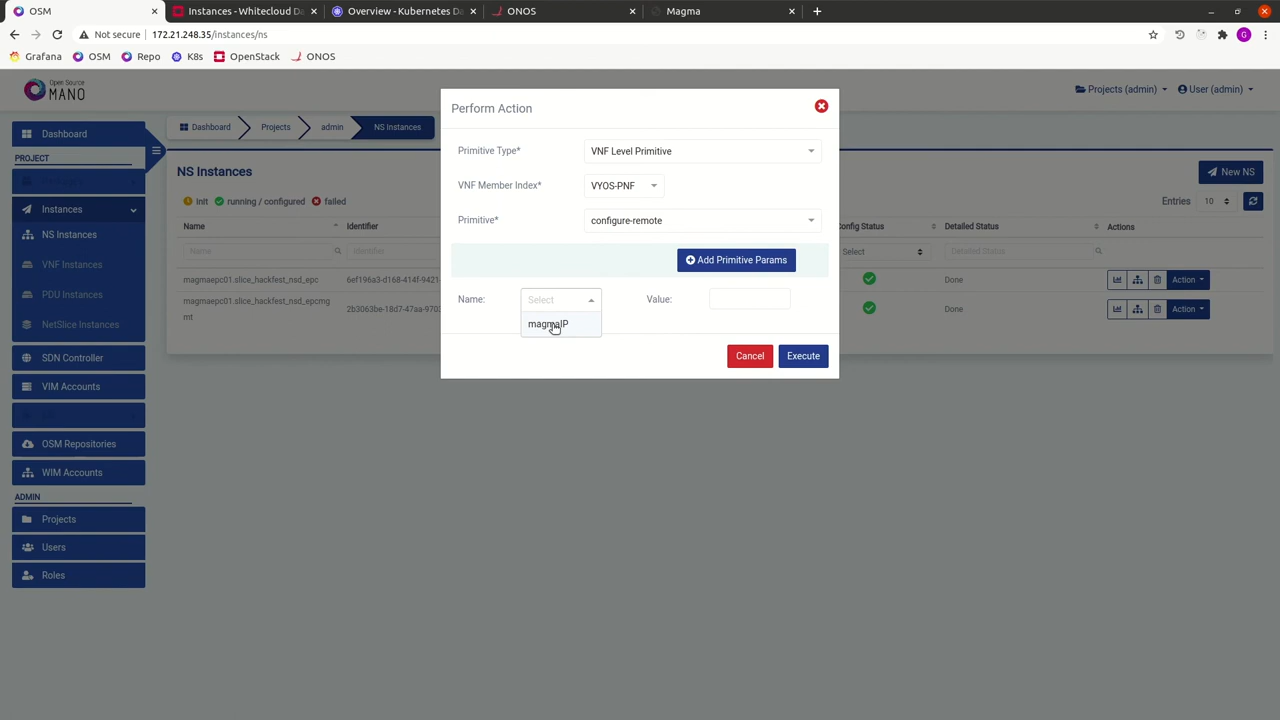 OSM
Instances - Whitecloud Da
Overview - Kubernetes Da
ONOS
Magma
Not secure
172.21.248.35/instances/ns
G
Grafana
OSM
Repo
K8s
OpenStack
ONOS
Open Source
MANO
Projects (admin)
User (admin)
Dashboard
PROJECT
Instances
NS Instances
VNF Instances
PDU Instances
NetSlice Instances
SDN Controller
VIM Accounts
OSM Repositories
WIM Accounts
ADMIN
Projects
Users
Roles
Dashboard
Projects
admin
NS Instances
NS Instances
New NS
init
running / configured
failed
Entries
10
Name
Identifier
Config Status
Detailed Status
Actions
Name
Identifier
Select
Detailed Status
magmaepc01.slice_hackfest_nsd_epc
6ef196a3-d168-414f-9421-
Done
Action
magmaepc01.slice_hackfest_nsd_epcmg
mt
2b3063be-18d7-47aa-970
Done
Action
Perform Action
Primitive Type*
VNF Level Primitive
VNF Member Index*
VYOS-PNF
Primitive*
configure-remote
Add Primitive Params
Name:
Select
Value:
magmaIP
Cancel
Execute